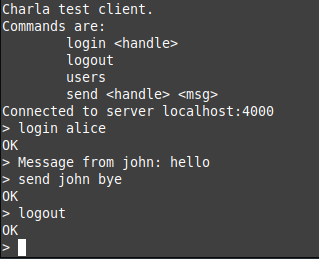 Charla test client.
Commands are:
        login <handle>
        logout
        users
        send <handle> <msg>
Connected to server localhost:4000
> login alice
OK
> Message from john: hello
> send john bye
OK
> logout
OK
>